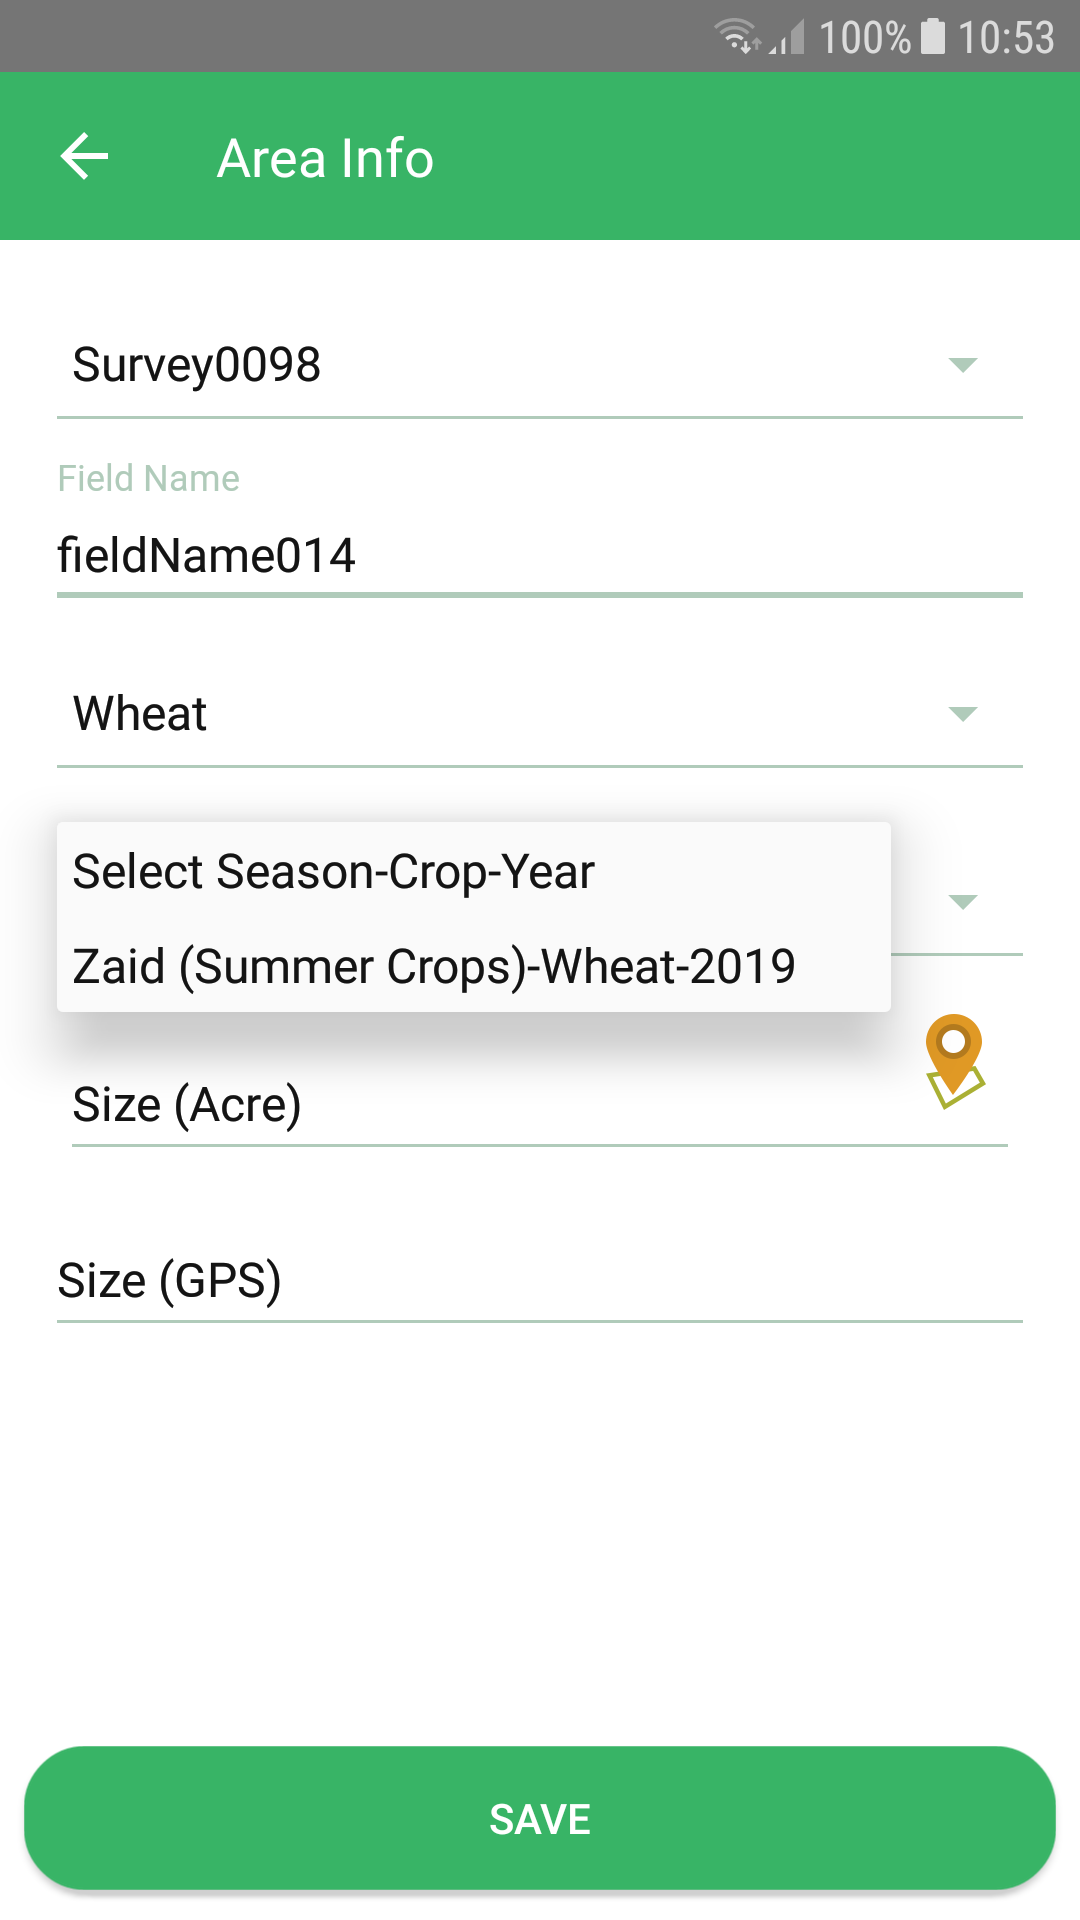 100% 10:53
Area Info
Survey0098
Field Name
fieldName014
Wheat
Select Season-Crop-Year
Zaid (Summer Crops)-Wheat-2019
Size (Acre)
Size (GPS)
SAVE